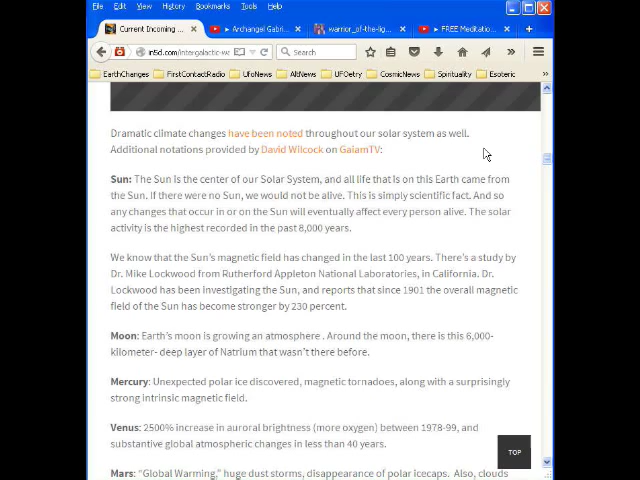 File Edit View History Bookmarks Tools Help
Current Incoming ... Archangel Gabri... warrior_of-the-lig... FREE Meditatio...
in5d.com/intergalactic-w Search
EarthChanges FirstContactRadio UfoNews AltNews UFOetry CosmicNews Spirituality Esoteric
Dramatic climate changes have been noted throughout our solar system as well.
Additional notations provided by David Wilcock on GaiamTV:
Sun: The Sun is the center of our Solar System, and all life that is on this Earth came from
the Sun. If there were no Sun, we would not be alive. This is simply scientific fact. And so
any changes that occur in or on the Sun will eventually affect every person alive. The solar
activity is the highest recorded in the past 8,000 years.
We know that the Sun's magnetic field has changed in the last 100 years. There's a study by
Dr. Mike Lockwood from Rutherford Appleton National Laboratories, in California. Dr.
Lockwood has been investigating the Sun, and reports that since 1901 the overall magnetic
field of the Sun has become stronger by 230 percent.
Moon: Earth's moon is growing an atmosphere . Around the moon, there is this 6,000-
kilometer- deep layer of Natrium that wasn't there before.
Mercury: Unexpected polar ice discovered, magnetic tornadoes, along with a surprisingly
strong intrinsic magnetic field.
Venus: 2500% increase in auroral brightness (more oxygen) between 1978-99, and
substantive global atmospheric changes in less than 40 years.
TOP
Mars: "Global Warming," huge dust storms, disappearance of polar icecaps. Also, clouds